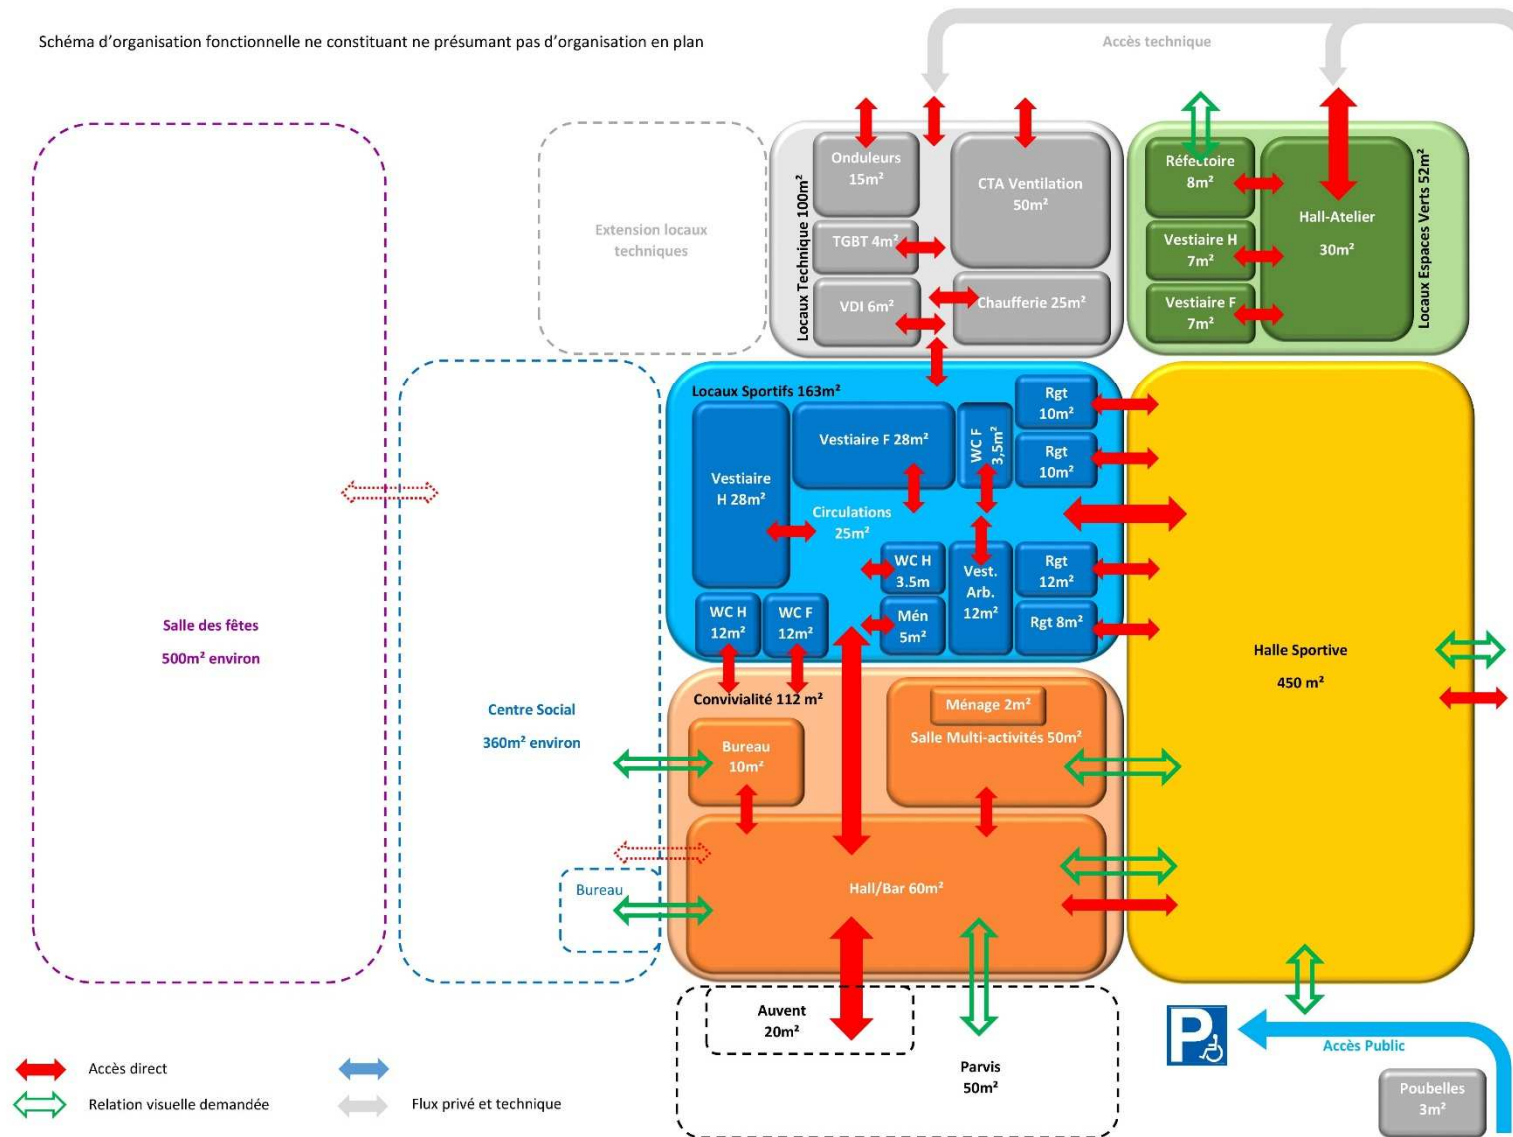 Schéma d'organisation fonctionnelle ne constituant ne présumant pas d'organisation en plan
Accès technique
Extension locaux
techniques
Locaux Technique 100m²
Onduleurs
15m²
CTA Ventilation
50m²
TGBT 4m²
VDI 6m²
Chaufferie 25m²
Réfectoire
8m²
Vestiaire H
7m²
Vestiaire F
7m²
Hall-Atelier
30m²
Locaux Espaces Verts 52m²
Locaux Sportifs 163m²
Vestiaire
H 28m²
Vestiaire F 28m²
WC F
3,5m²
Rgt
10m²
Rgt
10m²
Circulations
25m²
WC H
3.5m
Mén
5m²
Vest.
Arb.
12m²
Rgt
12m²
Rgt 8m²
WC H
12m²
WC F
12m²
Salle des fêtes
500m² environ
Centre Social
360m² environ
Bureau
Convivialité 112 m²
Bureau
10m²
Ménage 2m²
Salle Multi-activités 50m²
Hall/Bar 60m²
Halle Sportive
450 m²
Auvent
20m²
Parvis
50m²
P
Accès Public
Poubelles
3m²
Accès direct
Relation visuelle demandée
Flux privé et technique